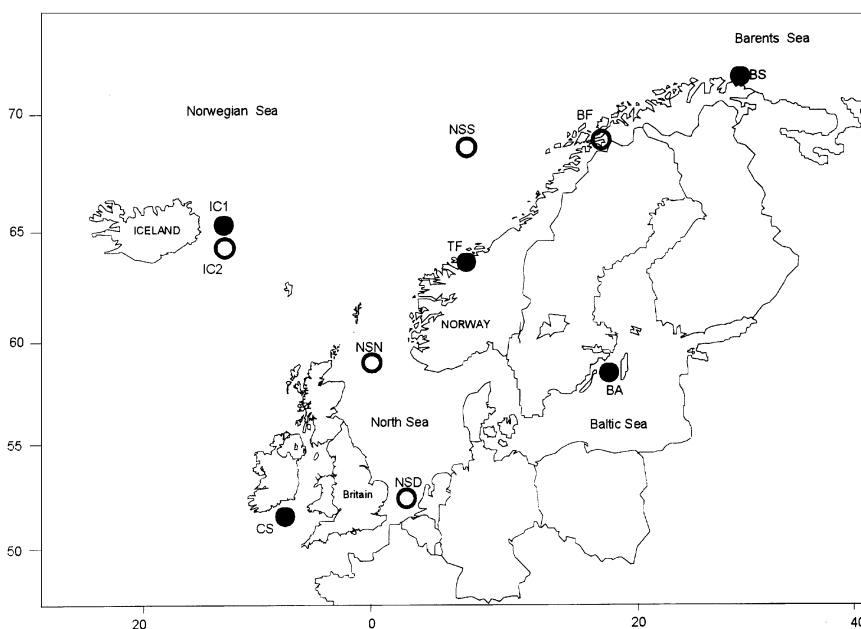 Barents Sea
BS
70
Norwegian Sea
BF
NSS
IC1
ICELAND
65
TF
IC2
NORWAY
NSN
60
BA
North Sea
Baltic Sea
55
NSD
Britain
CS
50
20
0
20
40